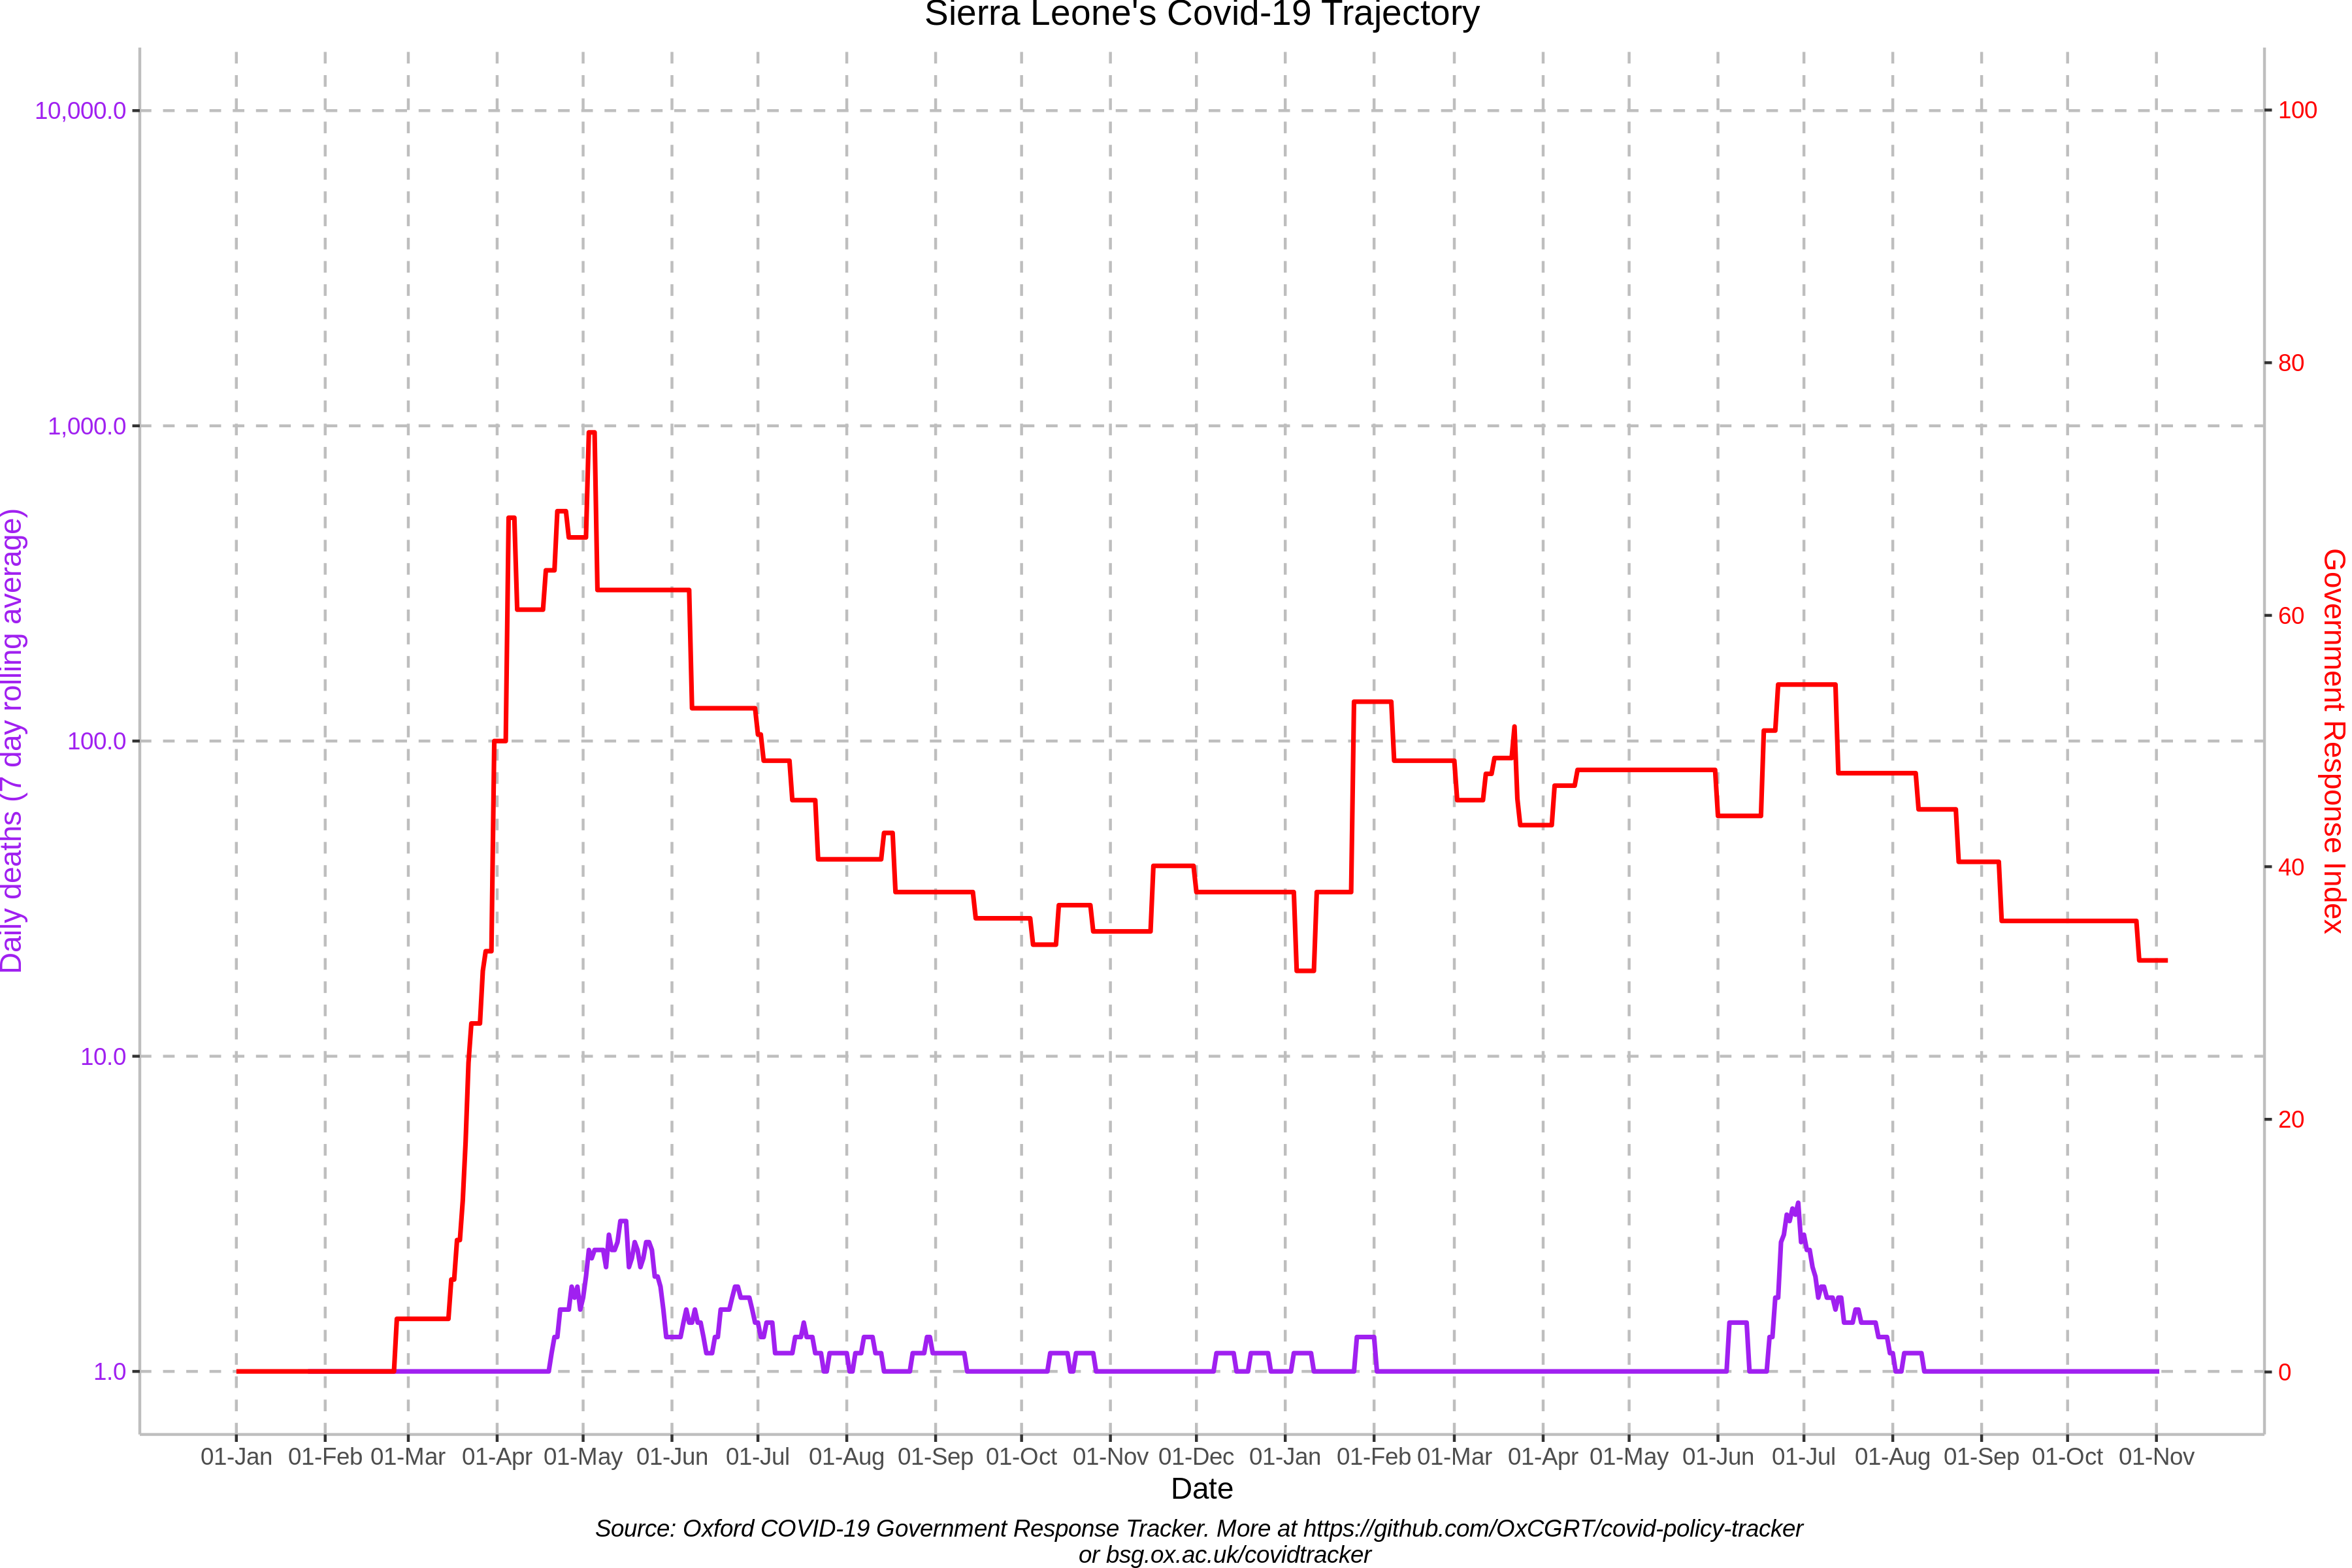 Sierra Leone's Covid-19 Trajectory
10,000.0
1,000.0
100.0
10.0
1.0
Daily deaths (7 day rolling average)
100
80
60
40
20
0
Government Response Index
01-Jan 01-Feb 01-Mar 01-Apr 01-May 01-Jun 01-Jul 01-Aug 01-Sep 01-Oct 01-Nov 01-Dec 01-Jan 01-Feb 01-Mar 01-Apr 01-May 01-Jun 01-Jul 01-Aug 01-Sep 01-Oct 01-Nov
Date
Source: Oxford COVID-19 Government Response Tracker. More at https://github.com/OxCGRT/covid-policy-tracker
or bsg.ox.ac.uk/covidtracker